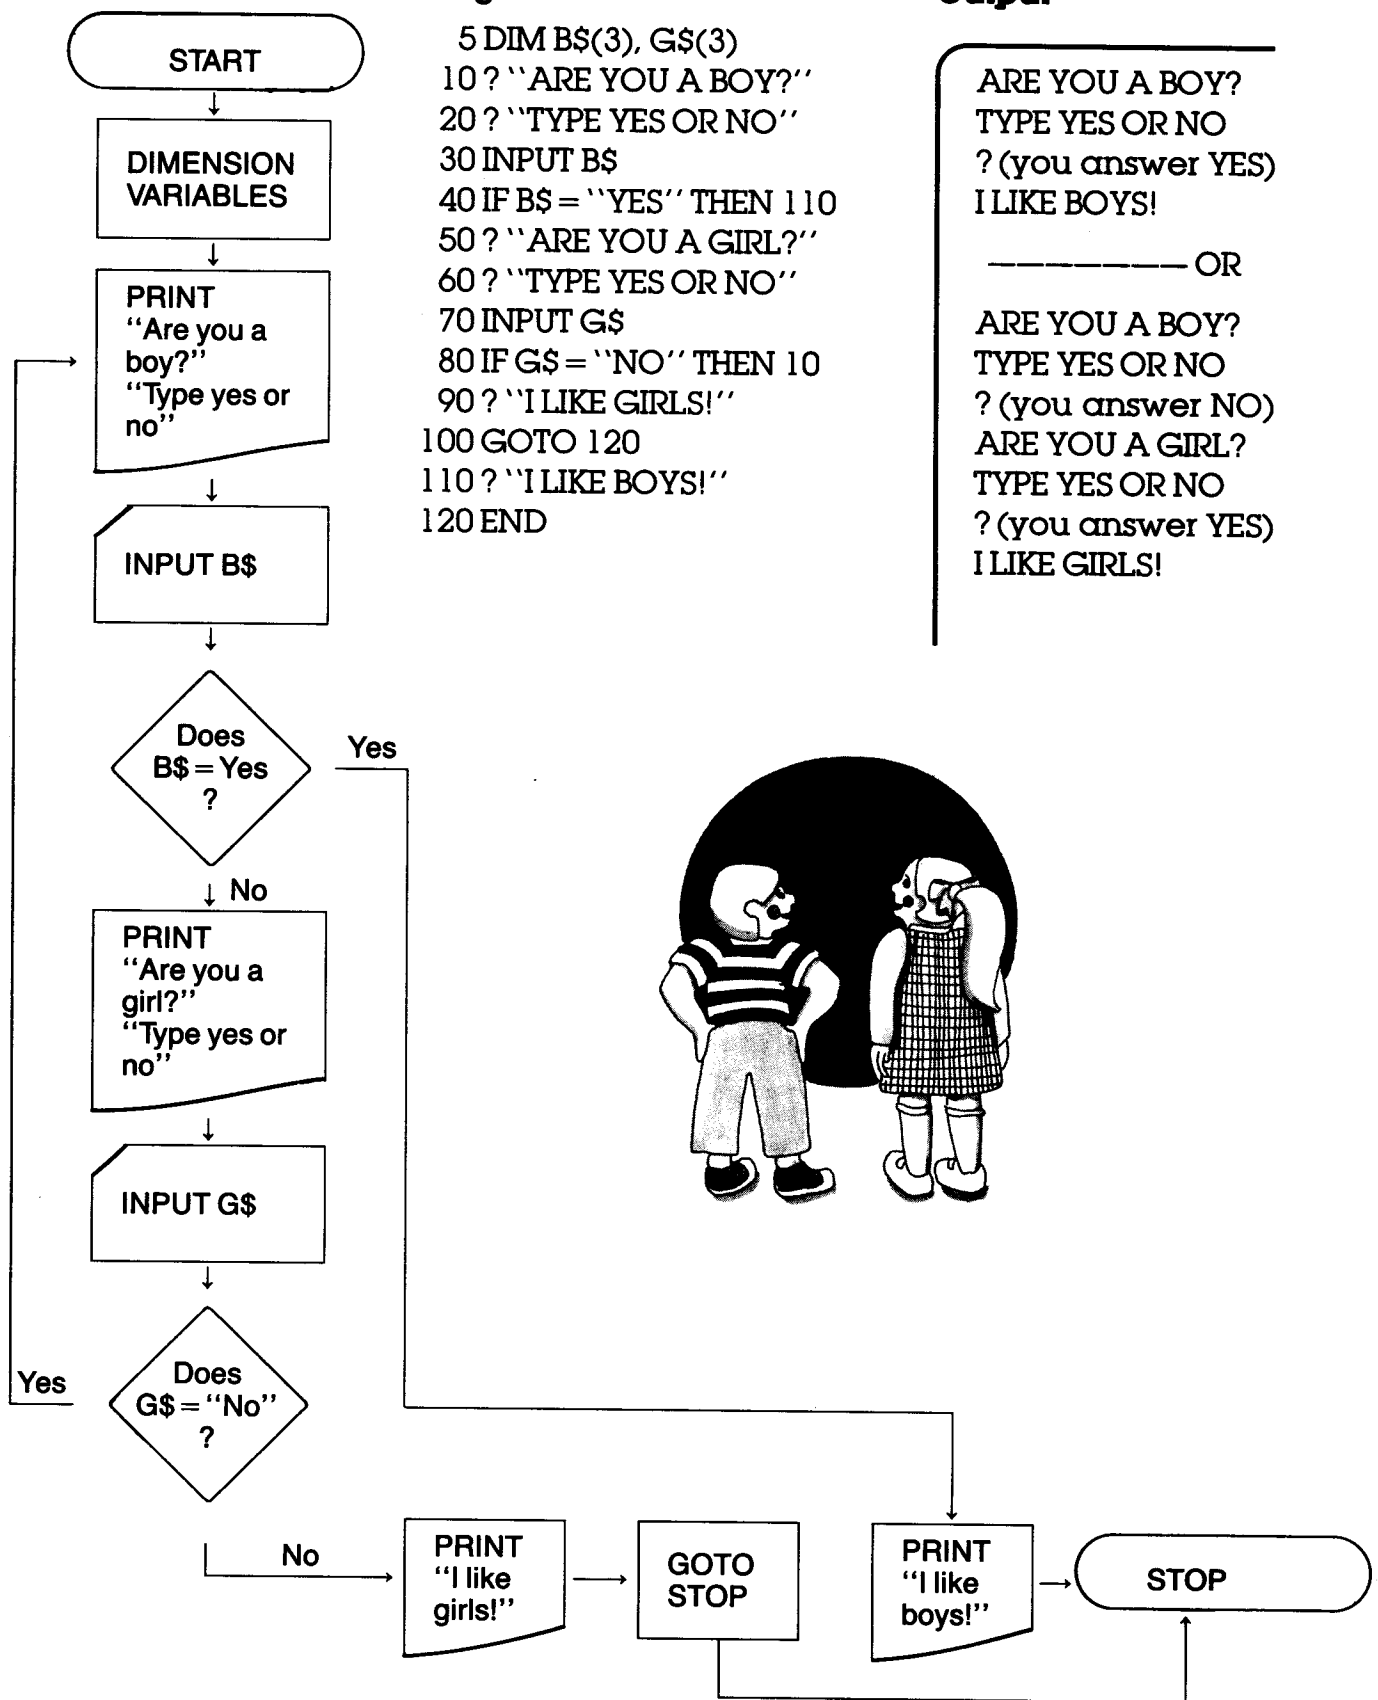 START
DIMENSION
VARIABLES
PRINT
“Are you a
boy?”
“Type yes or
no”
INPUT B$
Does
B$ = Yes
?
Yes
No
PRINT
“Are you a
girl?”
“Type yes or
no”
INPUT G$
Does
G$ = “No”
?
Yes
No
PRINT
“I like
girls!”
GOTO
STOP
PRINT
“I like
boys!”
STOP
5 DIM B$(3), G$(3)
10 ? ‘‘ARE YOU A BOY?’’
20 ? ‘‘TYPE YES OR NO’’
30 INPUT B$
40 IF B$ = ‘‘YES’’ THEN 110
50 ? ‘‘ARE YOU A GIRL?’’
60 ? ‘‘TYPE YES OR NO’’
70 INPUT G$
80 IF G$ = ‘‘NO’’ THEN 10
90 ? ‘‘I LIKE GIRLS!’’
100 GOTO 120
110 ? ‘‘I LIKE BOYS!’’
120 END
Output
ARE YOU A BOY?
TYPE YES OR NO
? (you answer YES)
I LIKE BOYS!
——————— OR
ARE YOU A BOY?
TYPE YES OR NO
? (you answer NO)
ARE YOU A GIRL?
TYPE YES OR NO
? (you answer YES)
I LIKE GIRLS!